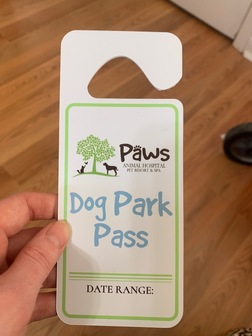 Paws
ANIMAL HOSPITAL
PET RESORT & SPA
Dog Park
Pass
DATE RANGE: